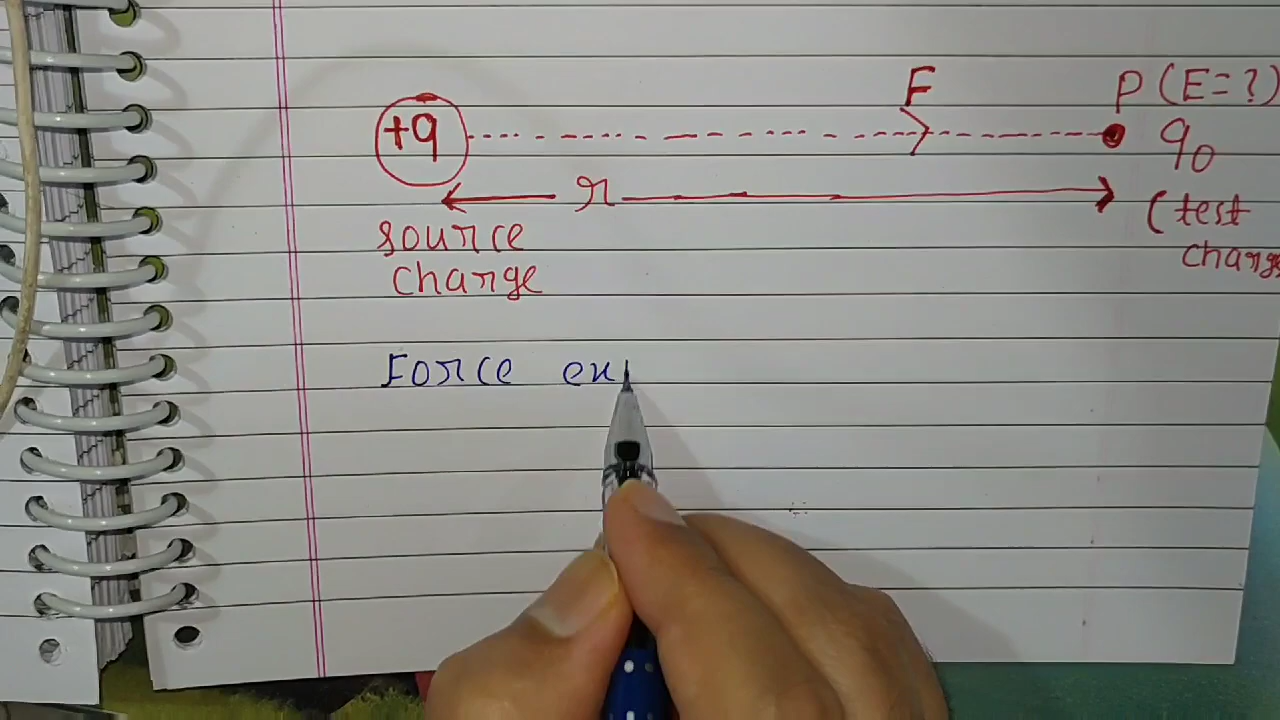 F
P (E=?)
+q
q0
r
(test
charge
source
charge
Force ex